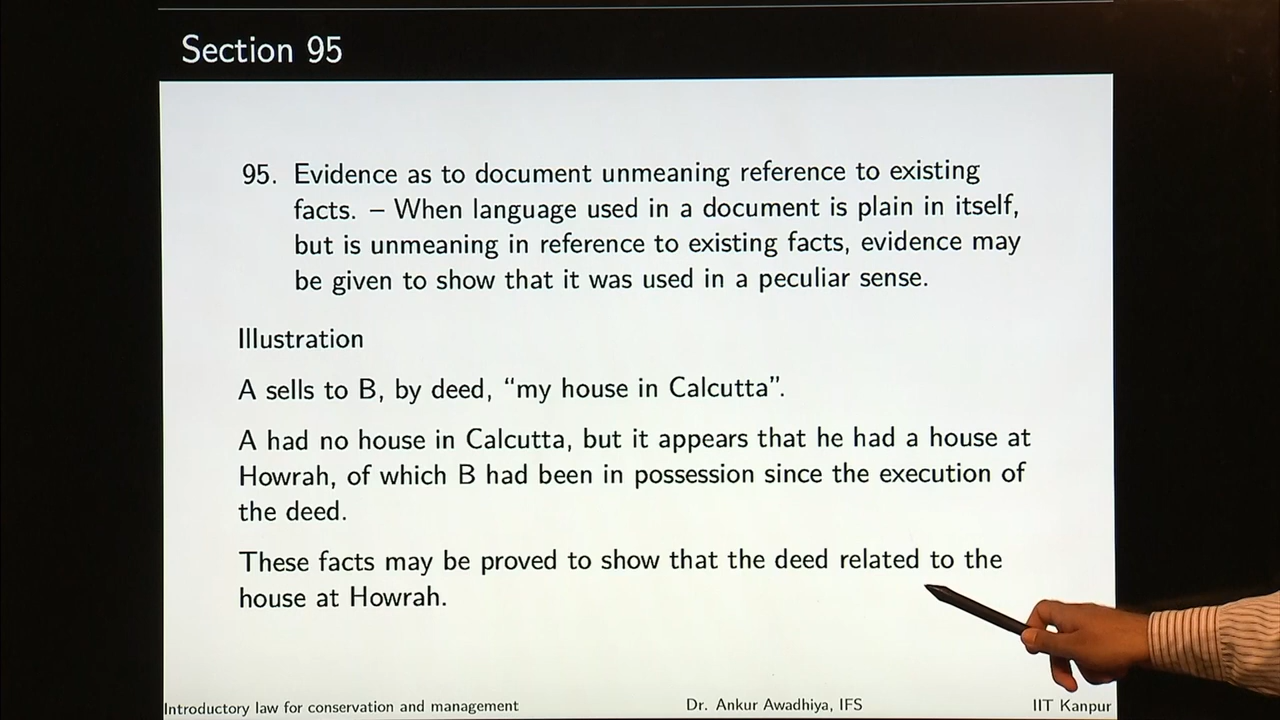 Section 95
95. Evidence as to document unmeaning reference to existing
facts. – When language used in a document is plain in itself,
but is unmeaning in reference to existing facts, evidence may
be given to show that it was used in a peculiar sense.
Illustration
A sells to B, by deed, “my house in Calcutta”.
A had no house in Calcutta, but it appears that he had a house at
Howrah, of which B had been in possession since the execution of
the deed.
These facts may be proved to show that the deed related to the
house at Howrah.
Introductory law for conservation and management Dr. Ankur Awadhiya, IFS IIT Kanpur